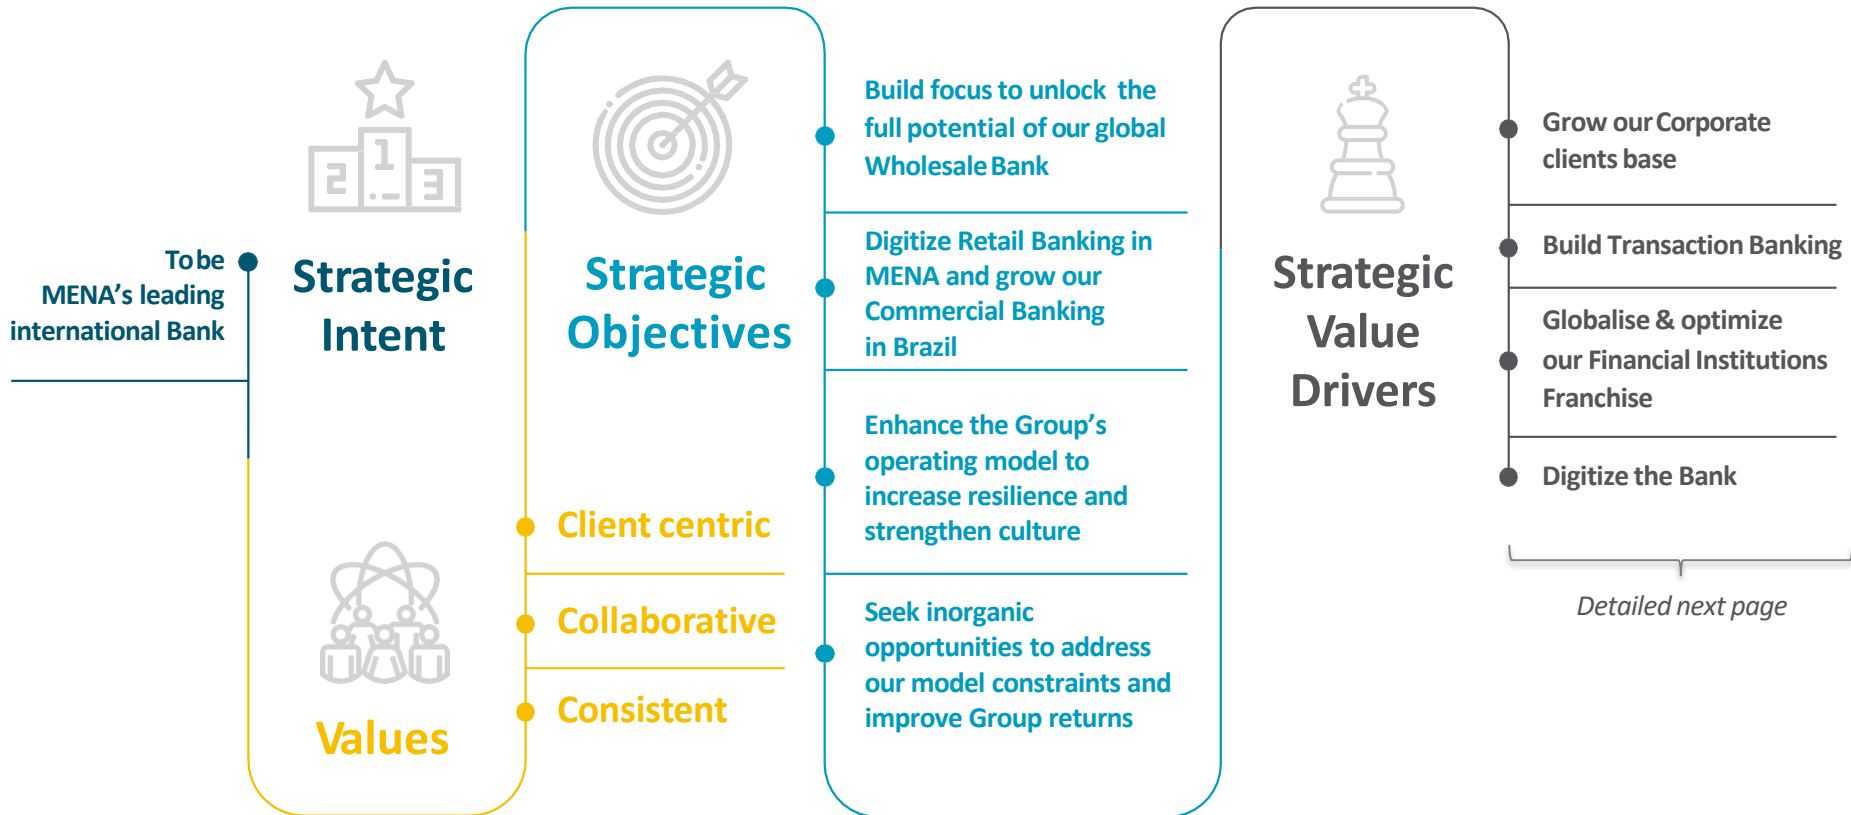 To be
MENA's leading
international Bank
Strategic
Intent
2
1
3
Values
Client centric
Collaborative
Consistent
Strategic
Objectives
Build focus to unlock the
full potential of our global
Wholesale Bank
Digitize Retail Banking in
MENA and grow our
Commercial Banking
in Brazil
Enhance the Group's
operating model to
increase resilience and
strengthen culture
Seek inorganic
opportunities to address
our model constraints and
improve Group returns
Strategic
Value
Drivers
Grow our Corporate
clients base
Build Transaction Banking
Globalise & optimize
our Financial Institutions
Franchise
Digitize the Bank
Detailed next page